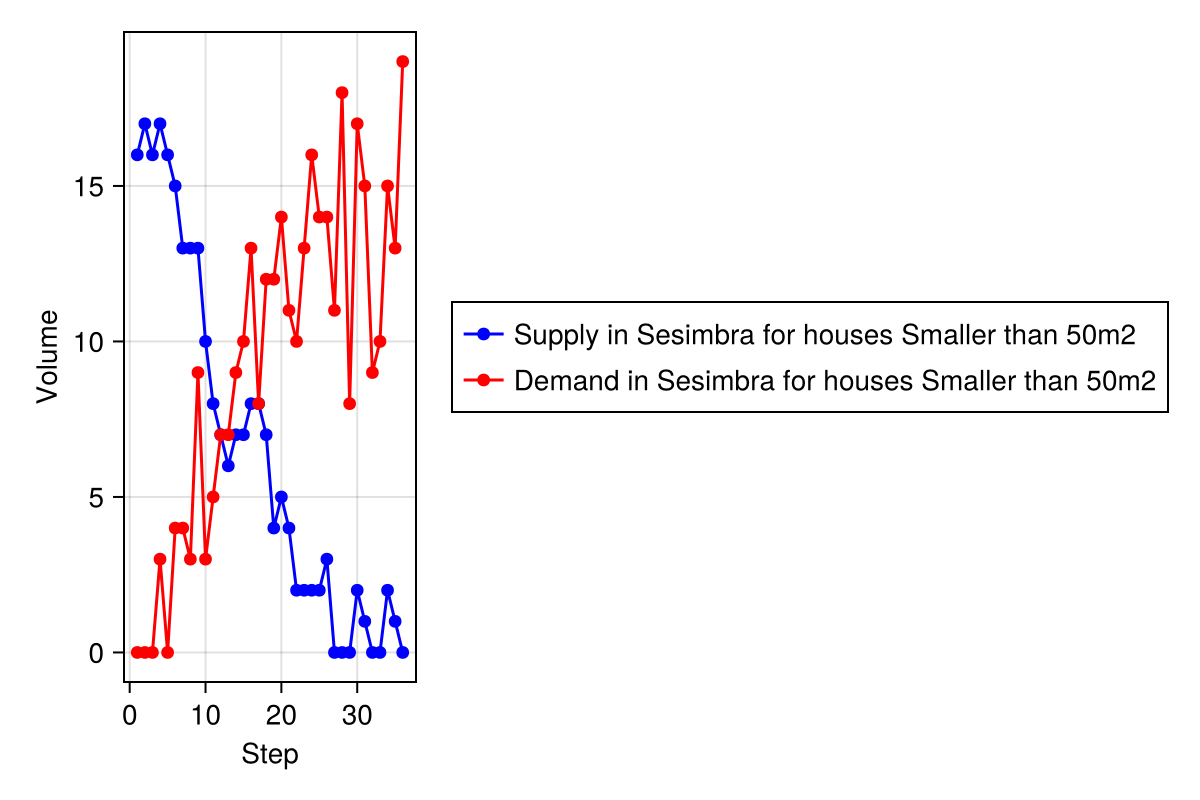 Volume
15
10
5
0
0 10 20 30
Step
Supply in Sesimbra for houses Smaller than 50m2
Demand in Sesimbra for houses Smaller than 50m2